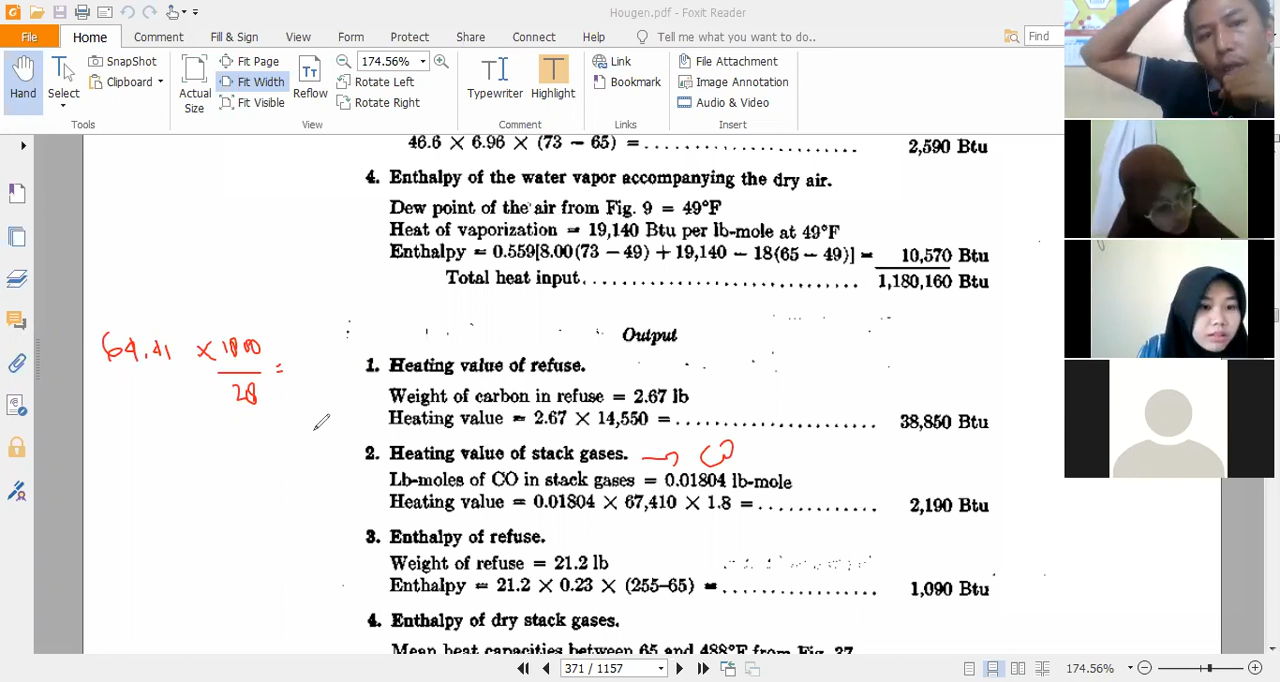 Hougen.pdf - Foxit Reader
File Home Comment Fill & Sign View Form Protect Share Connect Help Tell me what you want to do.. Find
Hand
Select
SnapShot
Clipboard
Actual Size
Fit Page
Fit Width
Fit Visible
Reflow
174.56%
Rotate Left
Rotate Right
Typewriter
Highlight
Link
Bookmark
File Attachment
Image Annotation
Audio & Video
Tools View Comment Links Insert
46.6 × 6.96 × (73 − 65) = 2,590 Btu
4. Enthalpy of the water vapor accompanying the dry air.
Dew point of the air from Fig. 9 = 49°F
Heat of vaporization = 19,140 Btu per lb-mole at 49°F
Enthalpy = 0.559[8.00(73 − 49) + 19,140 − 18(65 − 49)] = 10,570 Btu
Total heat input. 1,180,160 Btu
Output
1. Heating value of refuse.
Weight of carbon in refuse = 2.67 lb
Heating value = 2.67 × 14,550 = 38,850 Btu
2. Heating value of stack gases. → CO
Lb-moles of CO in stack gases = 0.01804 lb-mole
Heating value = 0.01804 × 67,410 × 1.8 = 2,190 Btu
3. Enthalpy of refuse.
Weight of refuse = 21.2 lb
Enthalpy = 21.2 × 0.23 × (255–65) = 1,090 Btu
4. Enthalpy of dry stack gases.
Mean heat capacities between 65 and 488°F from Fig. 27
64.41 × 1000
28 =
371 / 1157
174.56%